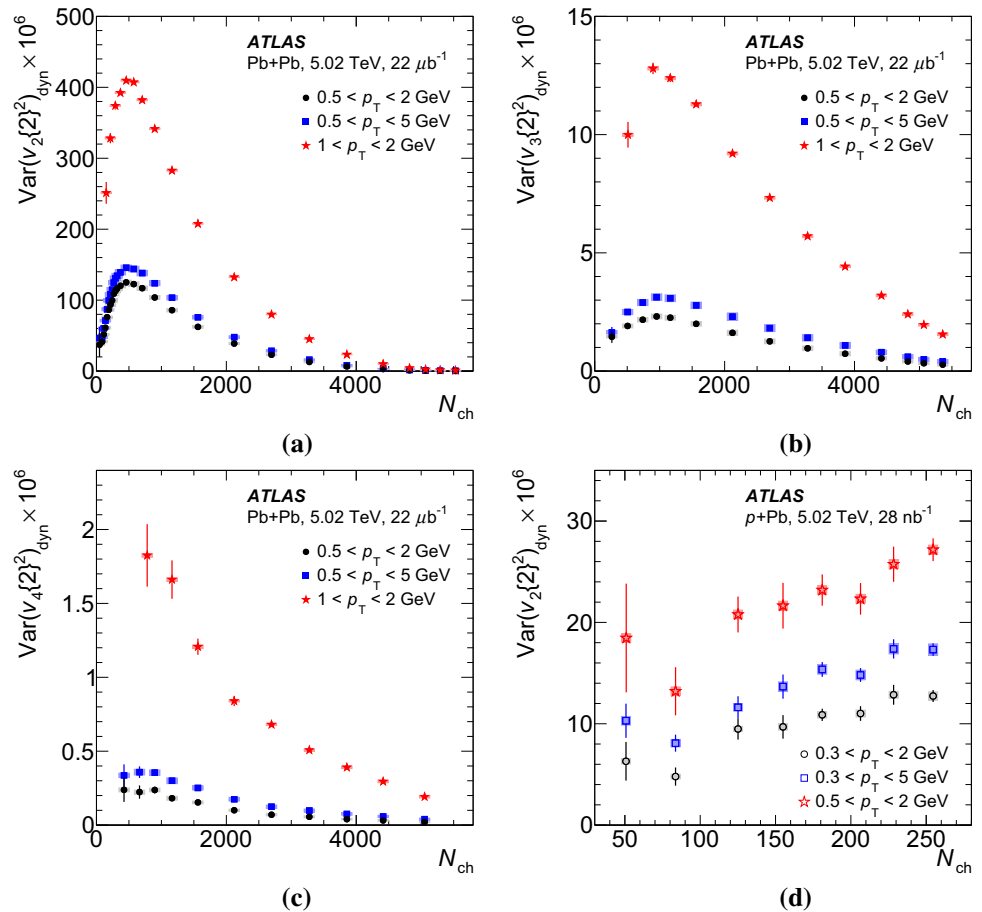 Var(v₂{2}²)dyn × 10⁶
500
400
300
200
100
0
ATLAS
Pb+Pb, 5.02 TeV, 22 μb⁻¹
0.5 < pT < 2 GeV
0.5 < pT < 5 GeV
1 < pT < 2 GeV
0 2000 4000
Nch
(a)
Var(v₃{2}²)dyn × 10⁶
15
10
5
0
ATLAS
Pb+Pb, 5.02 TeV, 22 μb⁻¹
0.5 < pT < 2 GeV
0.5 < pT < 5 GeV
1 < pT < 2 GeV
0 2000 4000
Nch
(b)
Var(v₄{2}²)dyn × 10⁶
2
1.5
1
0.5
0
ATLAS
Pb+Pb, 5.02 TeV, 22 μb⁻¹
0.5 < pT < 2 GeV
0.5 < pT < 5 GeV
1 < pT < 2 GeV
0 2000 4000
Nch
(c)
Var(v₂{2}²)dyn × 10⁶
30
20
10
0
ATLAS
p+Pb, 5.02 TeV, 28 nb⁻¹
0.3 < pT < 2 GeV
0.3 < pT < 5 GeV
0.5 < pT < 2 GeV
50 100 150 200 250
Nch
(d)